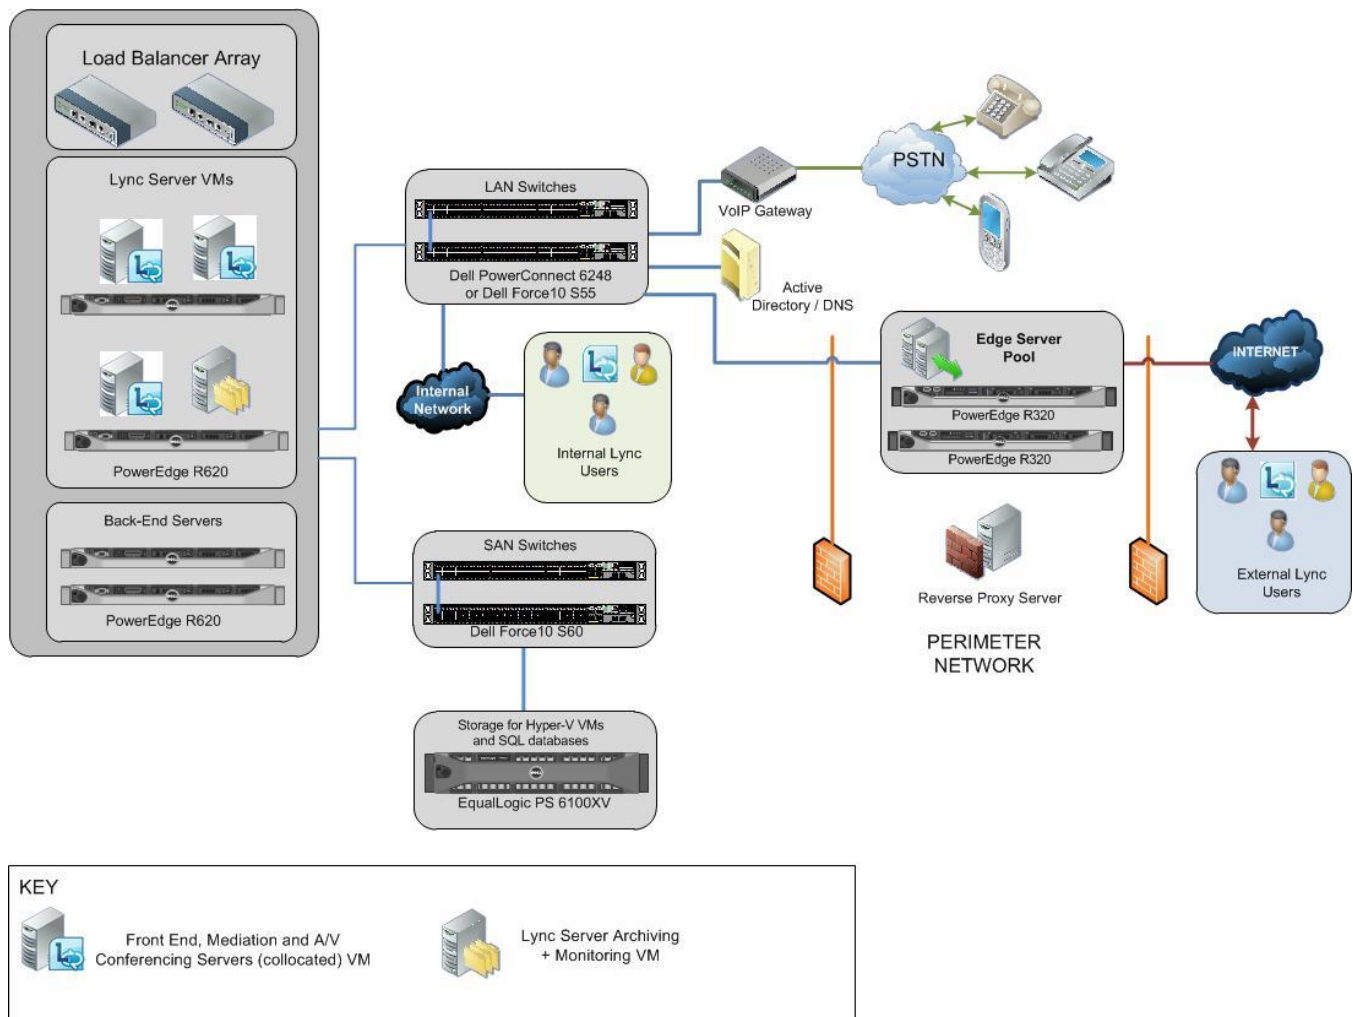 Load Balancer Array
Lync Server VMs
PowerEdge R620
Back-End Servers
PowerEdge R620
LAN Switches
Dell PowerConnect 6248
or Dell Force10 S55
VoIP Gateway
PSTN
Active
Directory / DNS
Internal
Network
Internal Lync
Users
SAN Switches
Dell Force10 S60
Storage for Hyper-V VMs
and SQL databases
EqualLogic PS 6100XV
Edge Server
Pool
PowerEdge R320
PowerEdge R320
INTERNET
External Lync
Users
Reverse Proxy Server
PERIMETER
NETWORK
KEY
Front End, Mediation and A/V
Conferencing Servers (collocated) VM
Lync Server Archiving
+ Monitoring VM